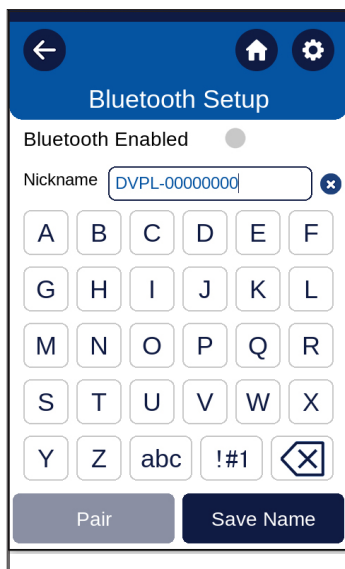 Bluetooth Setup
Bluetooth Enabled
Nickname DVPL-00000000
A B C D E F
G H I J K L
M N O P Q R
S T U V W X
Y Z abc !#1
Pair Save Name